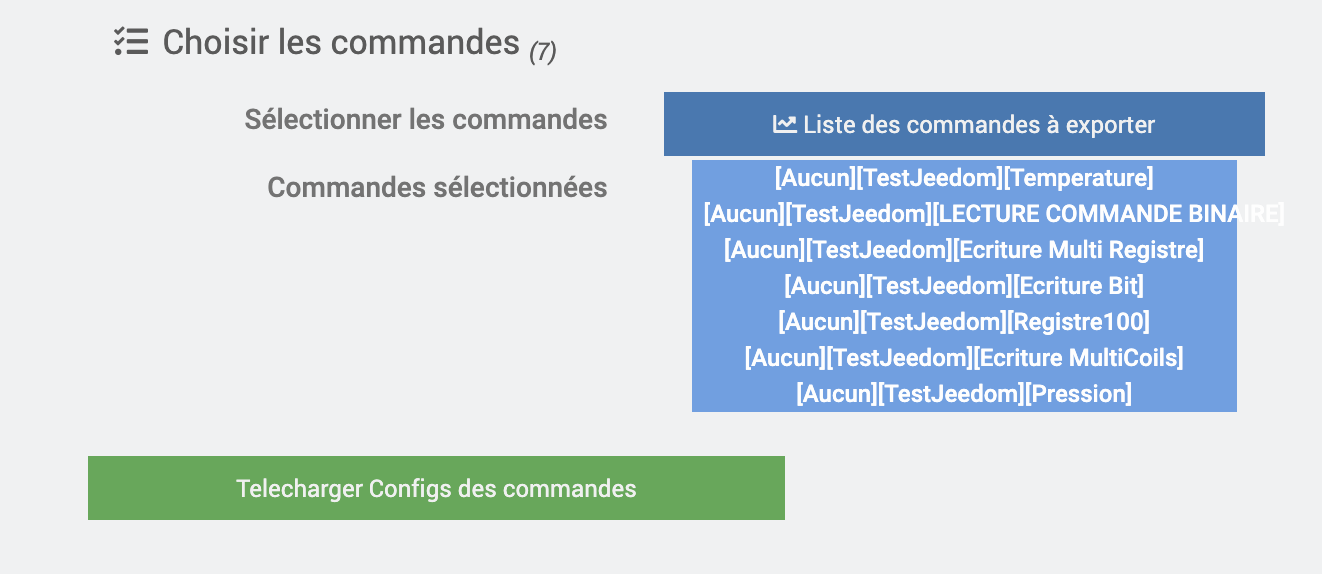 Choisir les commandes (7)
Sélectionner les commandes
Liste des commandes à exporter
Commandes sélectionnées
[Aucun][TestJeedom][Temperature]
[Aucun][TestJeedom][LECTURE COMMANDE BINAIRE]
[Aucun][TestJeedom][Ecriture Multi Registre]
[Aucun][TestJeedom][Ecriture Bit]
[Aucun][TestJeedom][Registre100]
[Aucun][TestJeedom][Ecriture MultiCoils]
[Aucun][TestJeedom][Pression]
Telecharger Configs des commandes